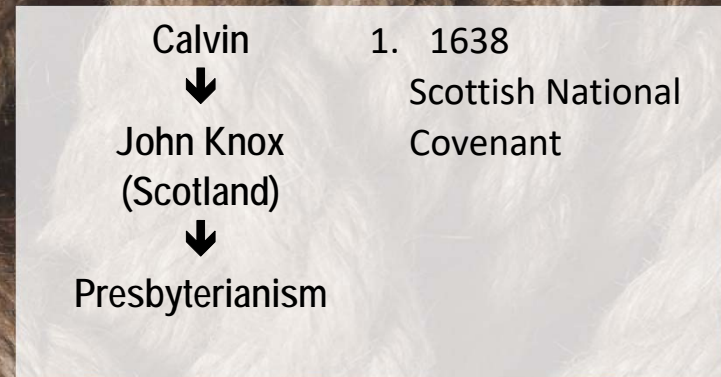 Calvin
🡻
John Knox
(Scotland)
🡻
Presbyterianism
1. 1638
Scottish National
Covenant